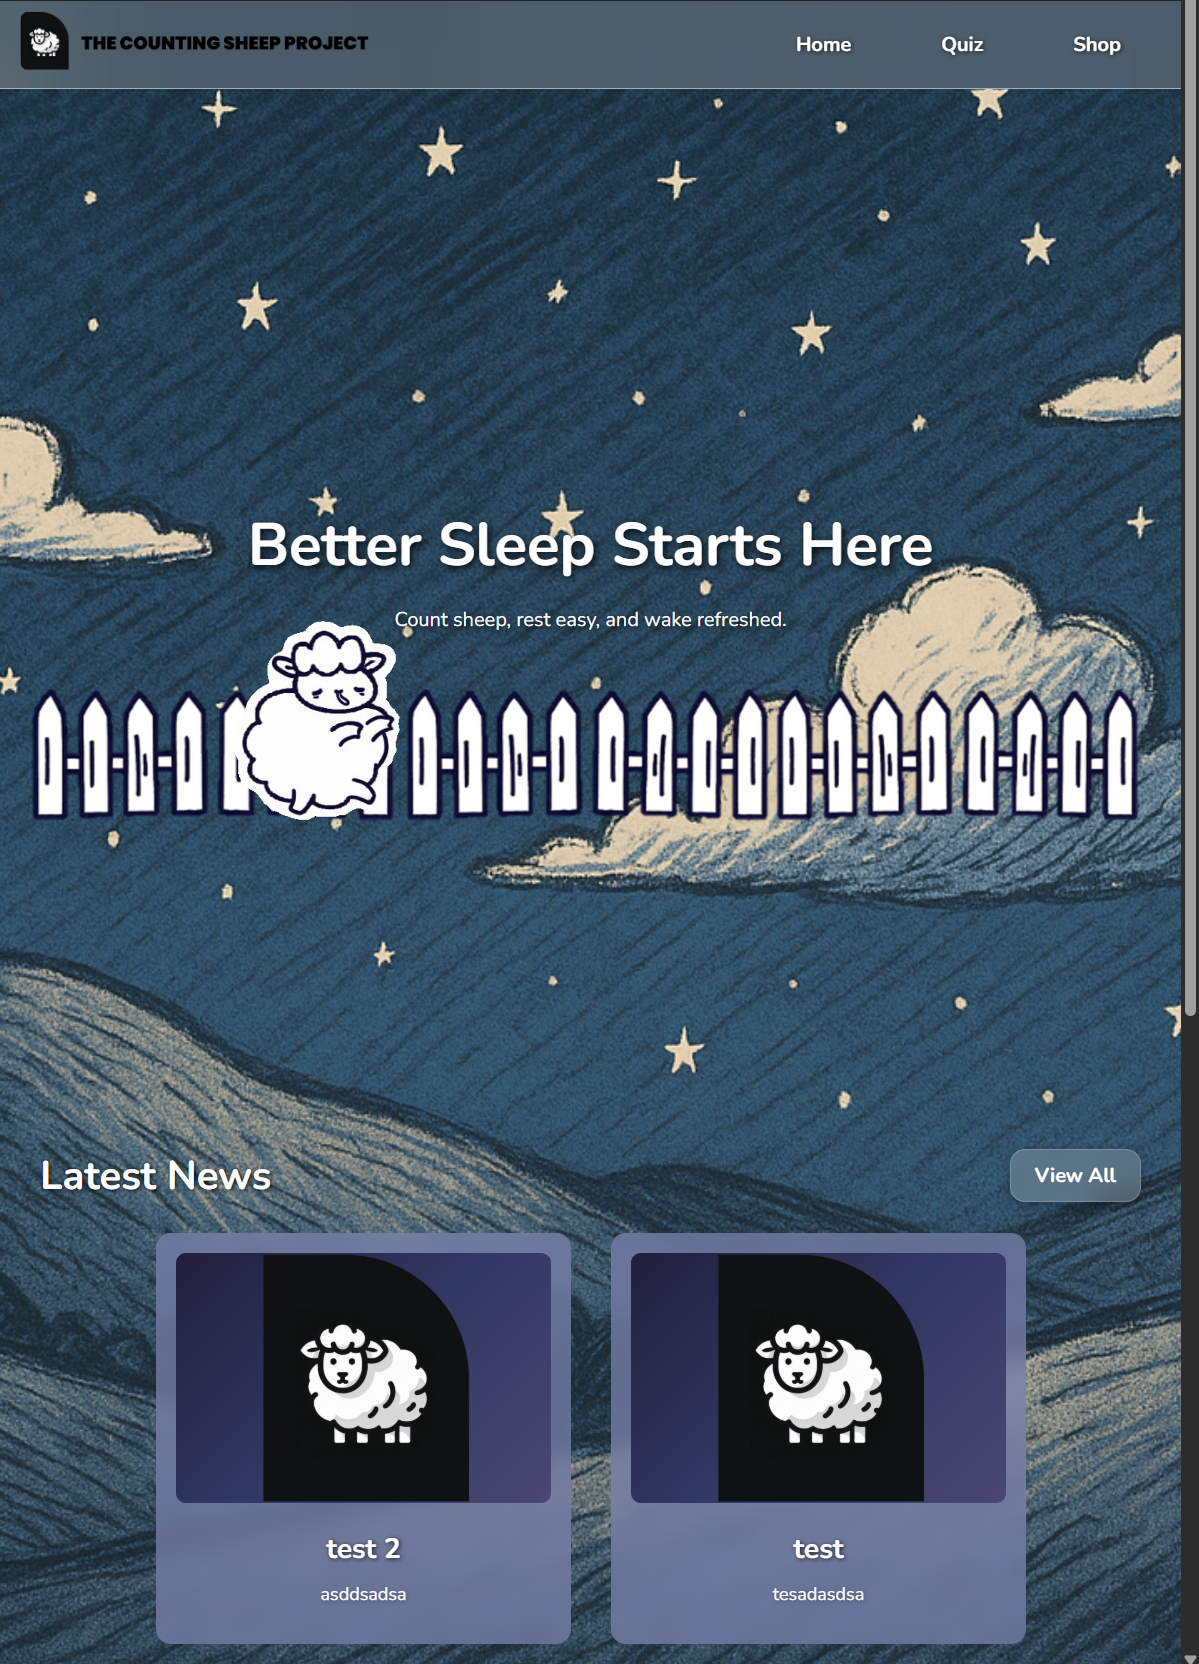 THE COUNTING SHEEP PROJECT
Home
Quiz
Shop
Better Sleep Starts Here
Count sheep, rest easy, and wake refreshed.
Latest News
View All
test 2
asddsadsa
test
tesadasdsa